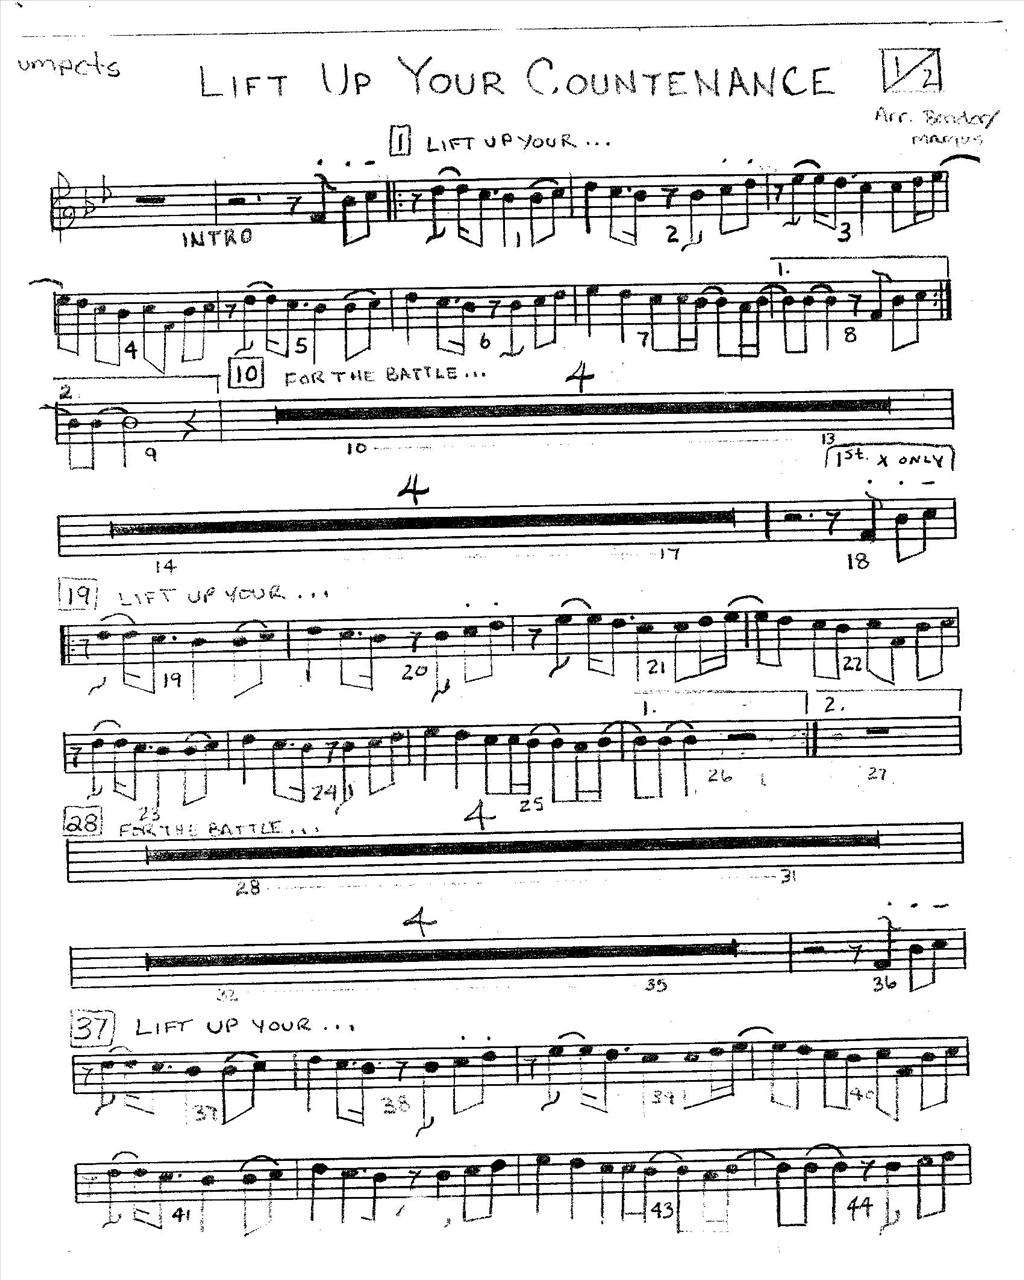 umpets
LIFT UP YOUR COUNTENANCE
1/2
Arr. Bender/
1 LIFT UP YOUR ...
INTRO 1 2 3
1.
4 5 6 7 8
2. 10 FOR THE BATTLE... 4
9 10 13
1st. X ONLY
4
14 17 18
19 LIFT UP YOUR ...
19 20 21 22
1. 2.
23 24 25 26 27
28 FOR THE BATTLE... 4
28 31
4
32 35 36
37 LIFT UP YOUR ...
37 38 39 40
41 43 44